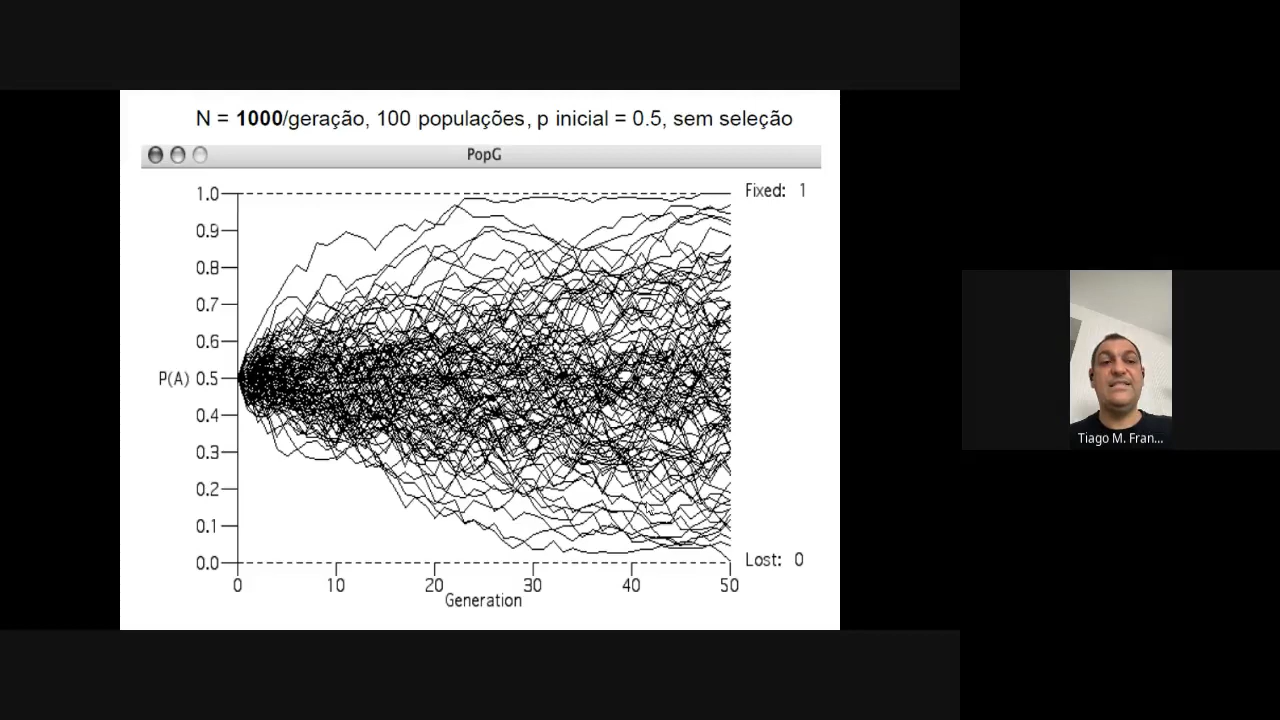 N = 1000/geração, 100 populações, p inicial = 0.5, sem seleção
PopG
1.0
0.9
0.8
0.7
0.6
P(A) 0.5
0.4
0.3
0.2
0.1
0.0
Fixed: 1
Lost: 0
0 10 20 30 40 50
Generation
Tiago M. Fran...